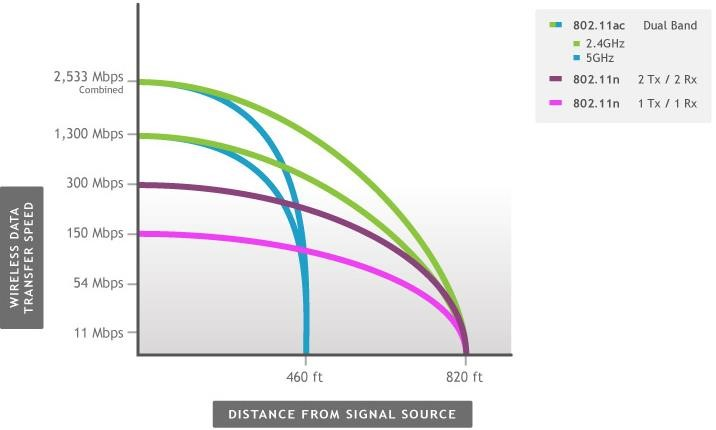 2,533 Mbps
Combined
1,300 Mbps
300 Mbps
150 Mbps
54 Mbps
11 Mbps
WIRELESS DATA
TRANSFER SPEED
460 ft
820 ft
DISTANCE FROM SIGNAL SOURCE
802.11ac Dual Band
2.4GHz
5GHz
802.11n 2 Tx / 2 Rx
802.11n 1 Tx / 1 Rx